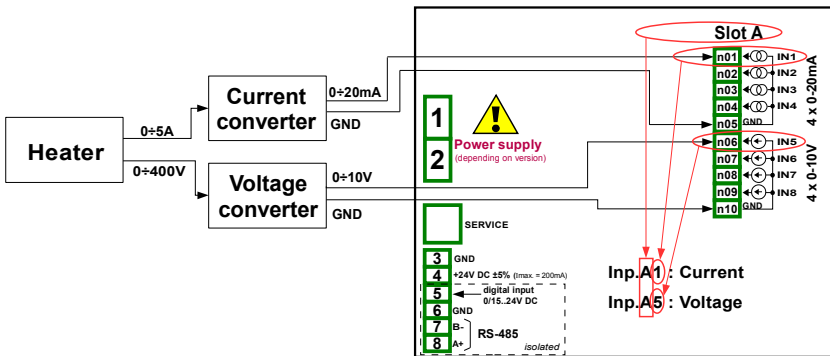 Slot A
n01 IN1
n02 IN2
n03 IN3
n04 IN4
n05 GND
4 x 0-20mA
n06 IN5
n07 IN6
n08 IN7
n09 IN8
n10 GND
4 x 0-10V
Heater
0÷5A
0÷400V
Current
converter
0÷20mA
GND
Voltage
converter
0÷10V
GND
1
2
Power supply
(depending on version)
SERVICE
3 GND
4 +24V DC ±5% (Imax. = 200mA)
5 digital input
0/15..24V DC
6 GND
7 B-
8 A+
RS-485
isolated
Inp.A1 : Current
Inp.A5 : Voltage